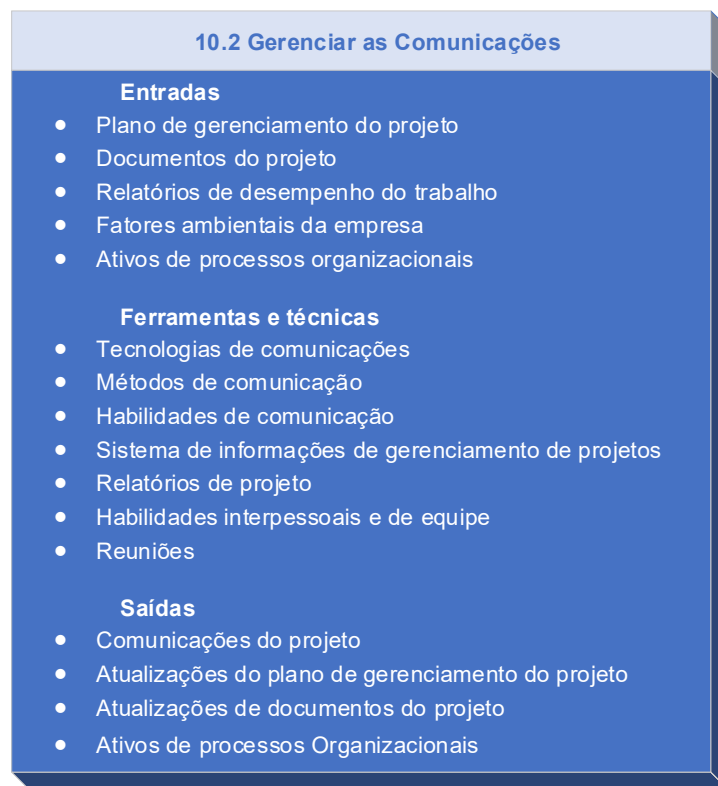 10.2 Gerenciar as Comunicações
Entradas
• Plano de gerenciamento do projeto
• Documentos do projeto
• Relatórios de desempenho do trabalho
• Fatores ambientais da empresa
• Ativos de processos organizacionais
Ferramentas e técnicas
• Tecnologias de comunicações
• Métodos de comunicação
• Habilidades de comunicação
• Sistema de informações de gerenciamento de projetos
• Relatórios de projeto
• Habilidades interpessoais e de equipe
• Reuniões
Saídas
• Comunicações do projeto
• Atualizações do plano de gerenciamento do projeto
• Atualizações de documentos do projeto
• Ativos de processos Organizacionais